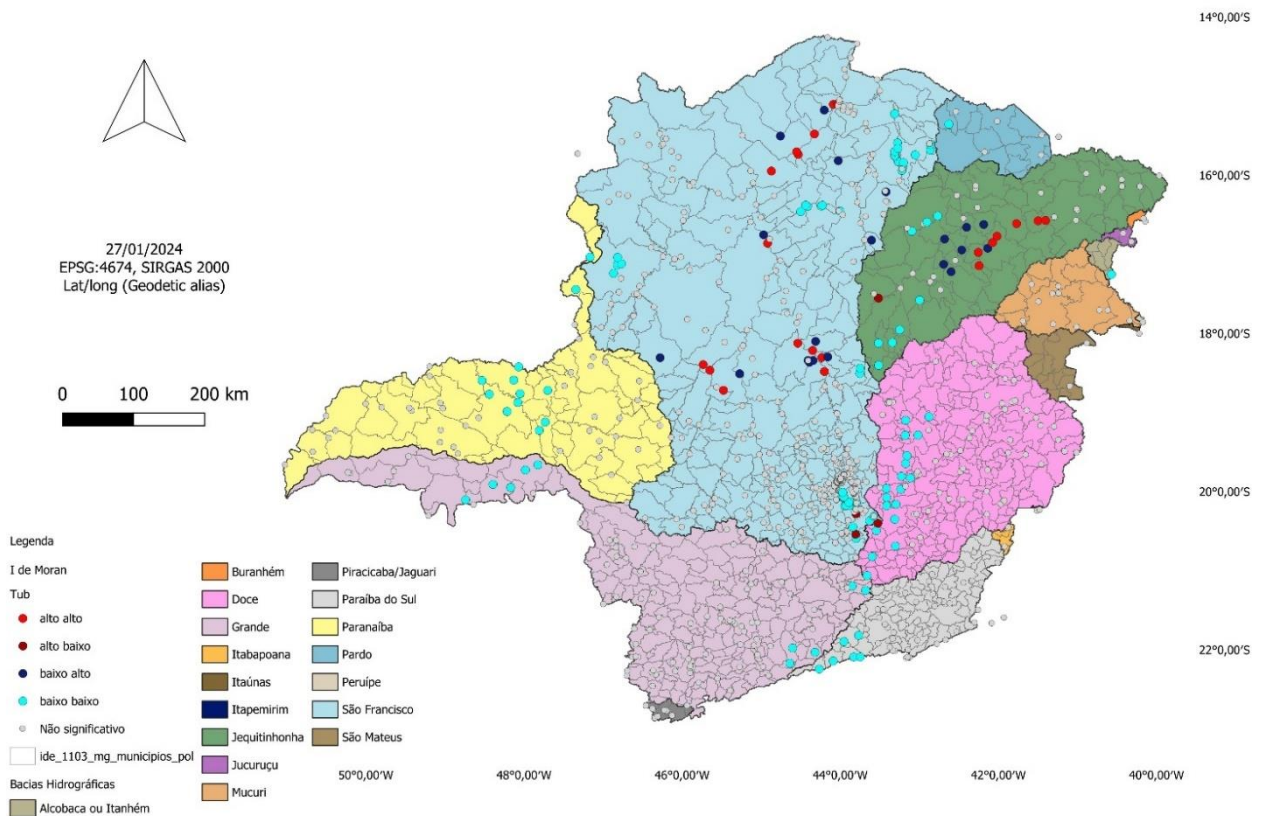 14°0,00'S
16°0,00'S
18°0,00'S
20°0,00'S
22°0,00'S
27/01/2024
EPSG:4674, SIRGAS 2000
Lat/long (Geodetic alias)
0 100 200 km
50°0,00'W 48°0,00'W 46°0,00'W 44°0,00'W 42°0,00'W 40°0,00'W
Legenda
I de Moran
Tub
alto alto
alto baixo
baixo alto
baixo baixo
Não significativo
ide_1103_mg_municipios_pol
Bacias Hidrográficas
Alcobaca ou Itanhém
Buranhém
Doce
Grande
Itabapoana
Itaúnas
Itapemirim
Jequitinhonha
Jucuruçu
Mucuri
Piracicaba/Jaguari
Paraíba do Sul
Paranaíba
Pardo
Peruípe
São Francisco
São Mateus